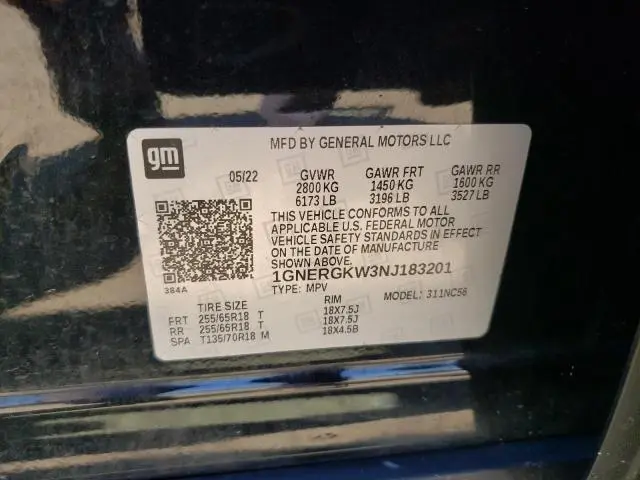 gm
MFD BY GENERAL MOTORS LLC
05/22 GVWR GAWR FRT GAWR RR
2800 KG 1450 KG 1600 KG
6173 LB 3196 LB 3527 LB
THIS VEHICLE CONFORMS TO ALL
APPLICABLE U.S. FEDERAL MOTOR
VEHICLE SAFETY STANDARDS IN EFFECT
ON THE DATE OF MANUFACTURE
SHOWN ABOVE.
384A
1GNERGKW3NJ183201
TYPE: MPV MODEL: 311NC56
TIRE SIZE RIM
FRT 255/65R18 T 18X7.5J
RR 255/65R18 T 18X7.5J
SPA T135/70R18 M 18X4.5B